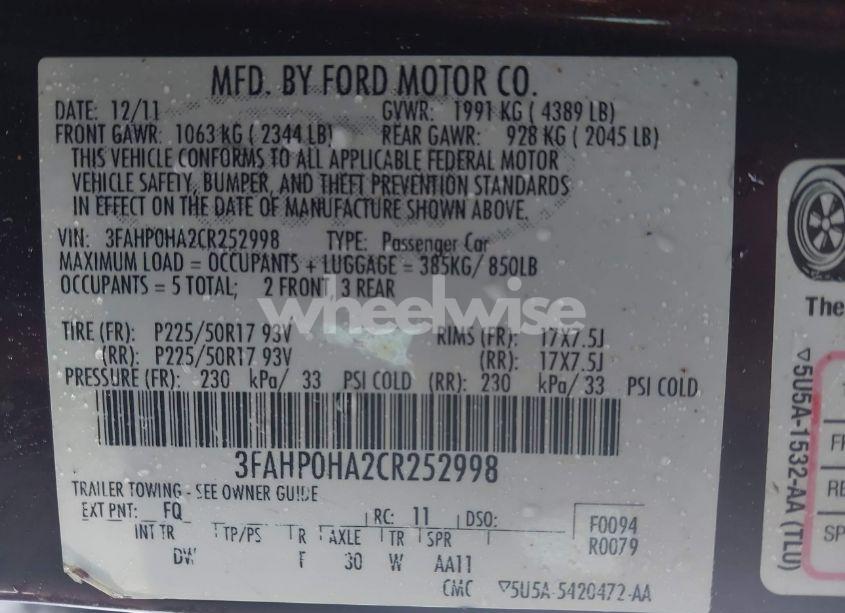 MFD. BY FORD MOTOR CO.
DATE: 12/11 GVWR: 1991 KG ( 4389 LB)
FRONT GAWR: 1063 KG ( 2344 LB) REAR GAWR: 928 KG ( 2045 LB)
THIS VEHICLE CONFORMS TO ALL APPLICABLE FEDERAL MOTOR
VEHICLE SAFETY, BUMPER, AND THEFT PREVENTION STANDARDS
IN EFFECT ON THE DATE OF MANUFACTURE SHOWN ABOVE.
VIN: 3FAHP0HA2CR252998 TYPE: Passenger Car
MAXIMUM LOAD = OCCUPANTS + LUGGAGE = 385KG/ 850LB
OCCUPANTS = 5 TOTAL; 2 FRONT, 3 REAR
wheelwise
TIRE (FR): P225/50R17 93V RIMS (FR): 17X7.5J
(RR): P225/50R17 93V (RR): 17X7.5J
PRESSURE (FR): 230 kPa/ 33 PSI COLD (RR): 230 kPa/ 33 PSI COLD
3FAHP0HA2CR252998
TRAILER TOWING - SEE OWNER GUIDE
EXT PNT: FQ RC: 11 DSO: F0094
INT TR TP/PS R AXLE TR SPR R0079
DW F 30 W AA11
CMC ▽5U5A-5420472-AA
The
▽5U5A-1532-AA (TLU)
FR
RE
SP